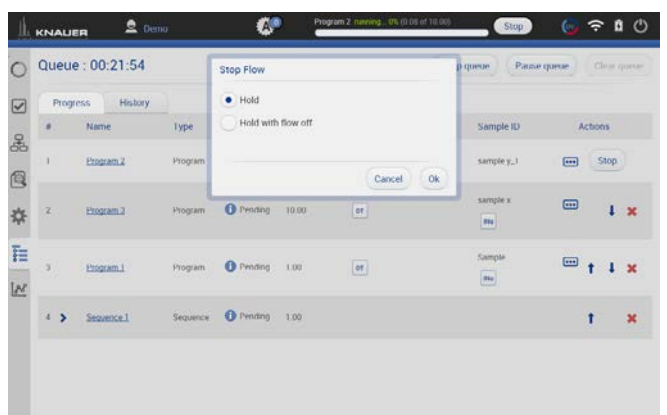 KNAUER
Demo
Program 2 running... 0% (0.08 of 10.00)
Stop
Queue : 00:21:54
Stop Flow
queue
Pause queue
Clear queue
Progress
History
Hold
Hold with flow off
Cancel
Ok
#
Name
Type
Sample ID
Actions
1
Program 2
Program
sample y_1
Stop
2
Program 3
Program
Pending
10.00
sample x
3
Program 1
Program
Pending
1.00
Sample
4
Sequence 1
Sequence
Pending
1.00